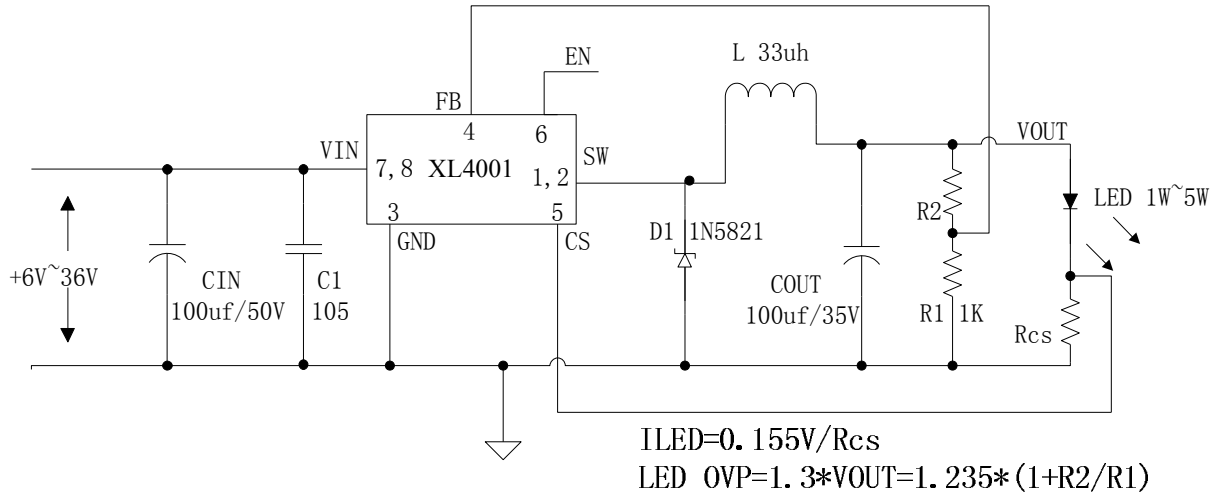 L 33uh
EN
FB
4
6
VOUT
VIN
7,8 XL4001
1,2
SW
3
5
GND
CS
D1 1N5821
R2
LED 1W~5W
+6V~36V
CIN
100uf/50V
C1
105
COUT
100uf/35V
R1 1K
Rcs
ILED=0.155V/Rcs
LED OVP=1.3*VOUT=1.235*(1+R2/R1)